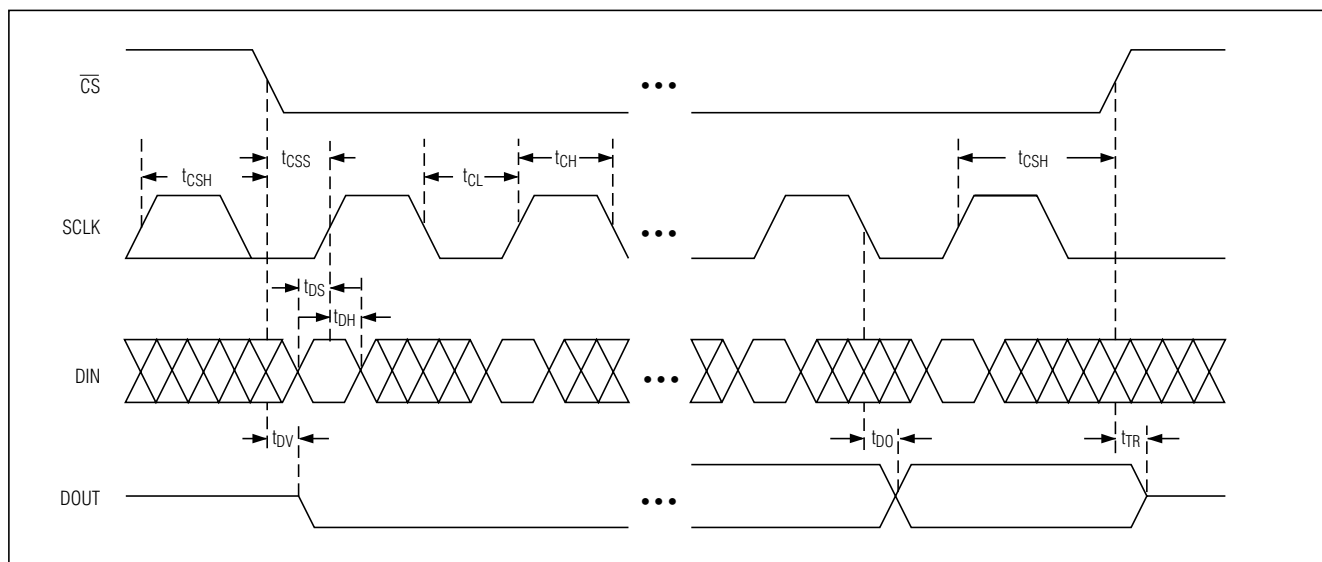 CS
•••
tCSS
tCH
tCSH
tCL
tCSH
SCLK
•••
tDS
tDH
DIN
•••
tDV
tDO
tTR
DOUT
•••